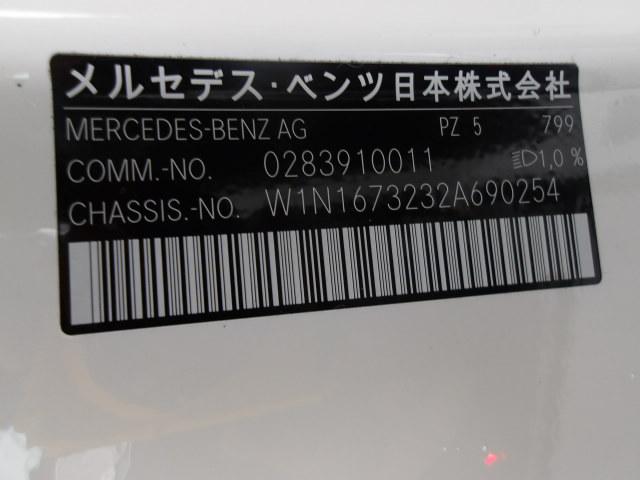 メルセデス・ベンツ日本株式会社
MERCEDES-BENZ AG PZ 5 799
COMM.-NO. 0283910011 1,0 %
CHASSIS.-NO. W1N1673232A690254